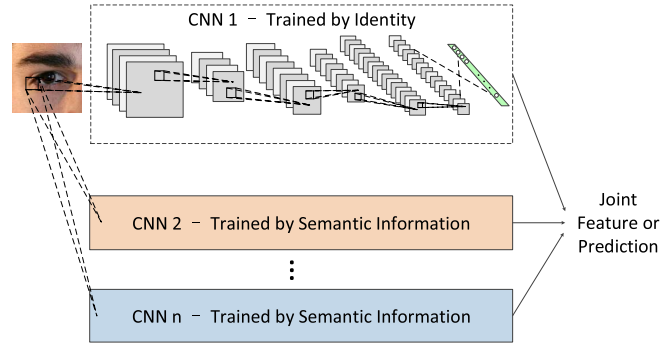 CNN 1 – Trained by Identity
CNN 2 – Trained by Semantic Information
CNN n – Trained by Semantic Information
Joint
Feature or
Prediction